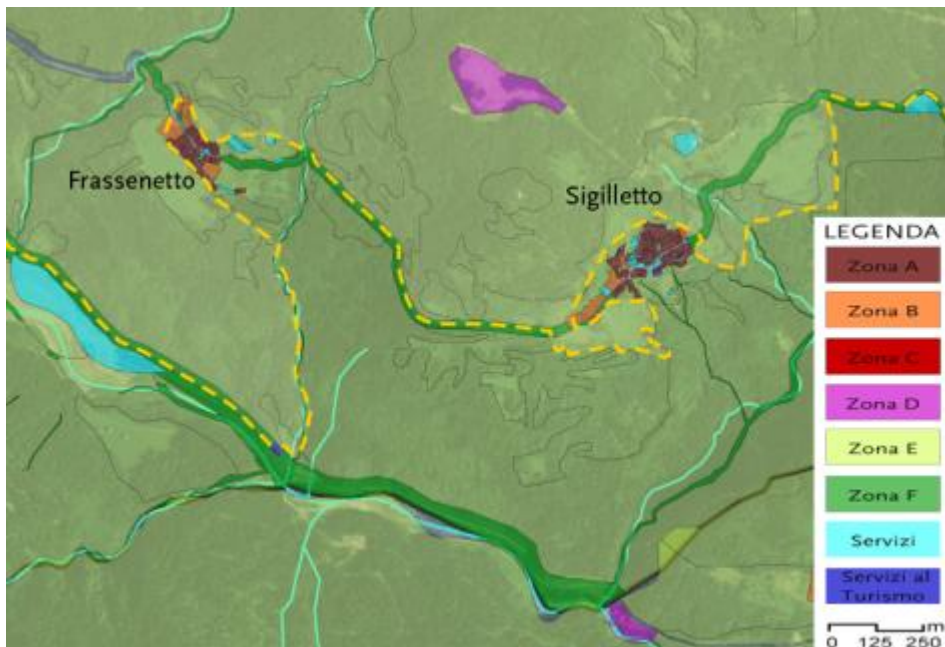 Frassenetto
Sigilletto
LEGENDA
Zona A
Zona B
Zona C
Zona D
Zona E
Zona F
Servizi
Servizi al
Turismo
m
0 125 250